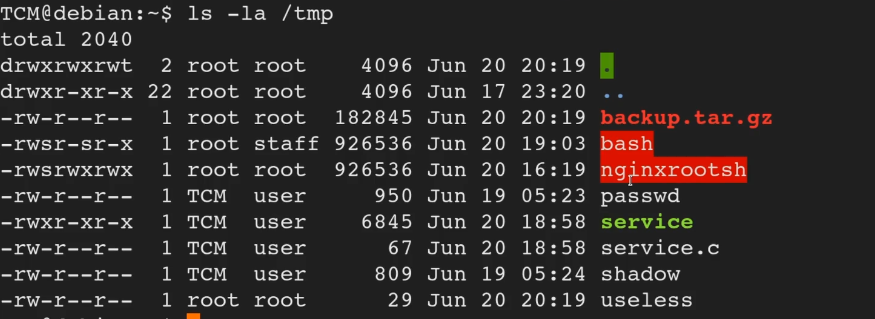 TCM@debian:~$ ls -la /tmp
total 2040
drwxrwxrwt  2 root root    4096 Jun 20 20:19 .
drwxr-xr-x 22 root root    4096 Jun 17 23:20 ..
-rw-r--r--  1 root root  182845 Jun 20 20:19 backup.tar.gz
-rwsr-sr-x  1 root staff 926536 Jun 20 19:03 bash
-rwsrwxrwx  1 root root  926536 Jun 20 16:19 nginxrootsh
-rw-r--r--  1 TCM  user     950 Jun 19 05:23 passwd
-rwxr-xr-x  1 TCM  user    6845 Jun 20 18:58 service
-rw-r--r--  1 TCM  user      67 Jun 20 18:58 service.c
-rw-r--r--  1 TCM  user     809 Jun 19 05:24 shadow
-rw-r--r--  1 root root      29 Jun 20 20:19 useless